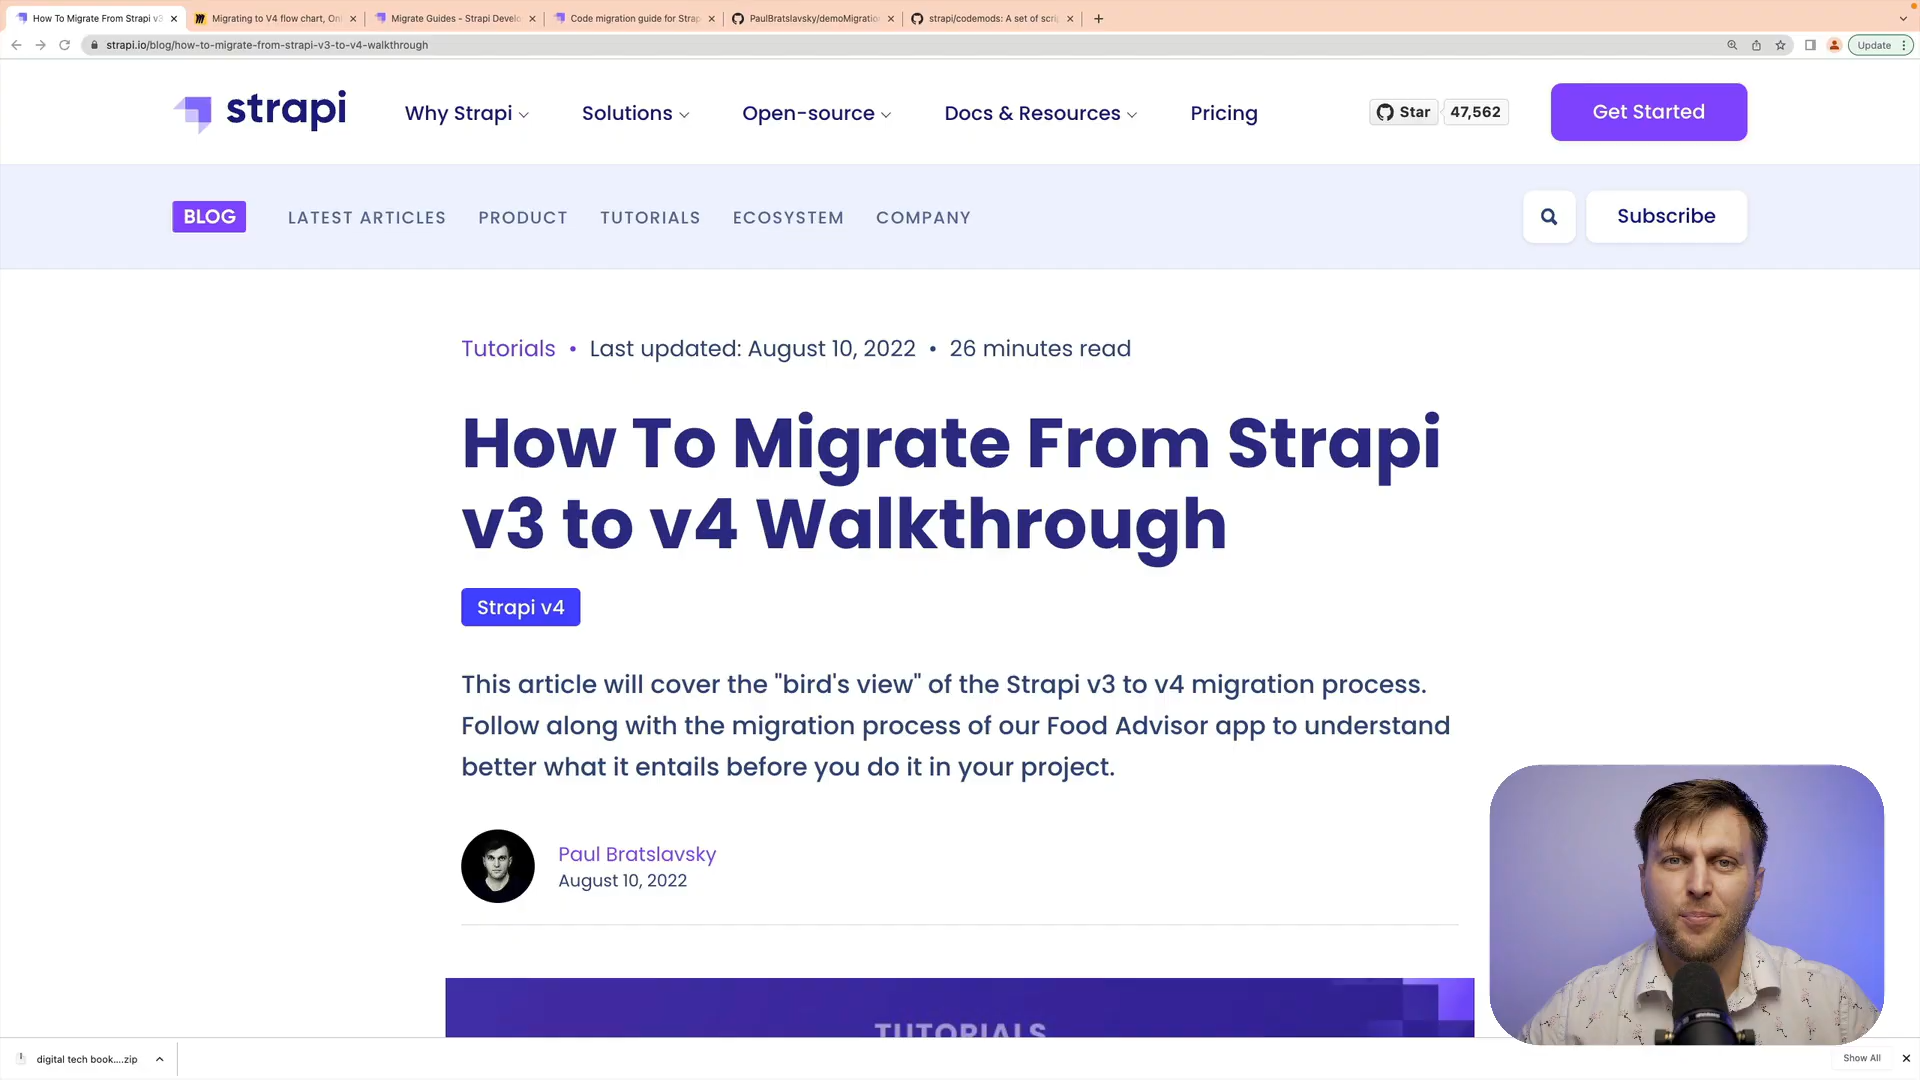 How To Migrate From Strapi v3
Migrating to V4 flow chart, Onl
Migrate Guides - Strapi Develo
Code migration guide for Strap
PaulBratslavsky/demoMigratio
strapi/codemods: A set of scrip
strapi.io/blog/how-to-migrate-from-strapi-v3-to-v4-walkthrough
Update
strapi
Why Strapi
Solutions
Open-source
Docs & Resources
Pricing
Star
47,562
Get Started
BLOG
LATEST ARTICLES
PRODUCT
TUTORIALS
ECOSYSTEM
COMPANY
Subscribe
Tutorials • Last updated: August 10, 2022 • 26 minutes read
How To Migrate From Strapi
v3 to v4 Walkthrough
Strapi v4
This article will cover the "bird's view" of the Strapi v3 to v4 migration process.
Follow along with the migration process of our Food Advisor app to understand
better what it entails before you do it in your project.
Paul Bratslavsky
August 10, 2022
TUTORIALS
digital tech book....zip
Show All